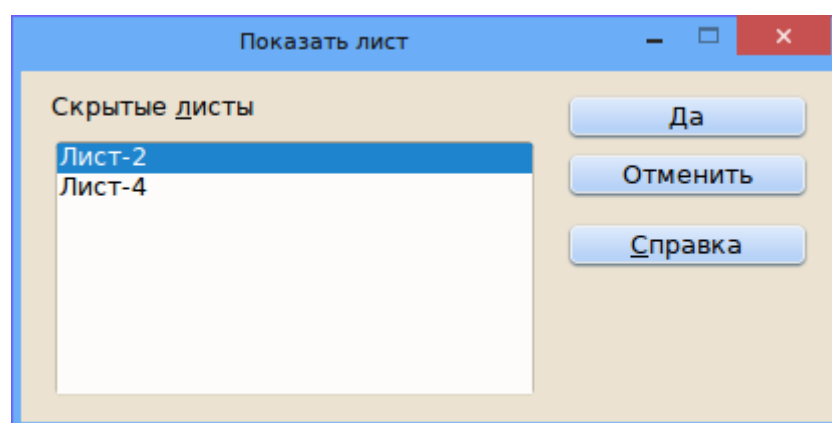 Показать лист
Скрытые листы
Да
Лист-2
Отменить
Лист-4
Справка